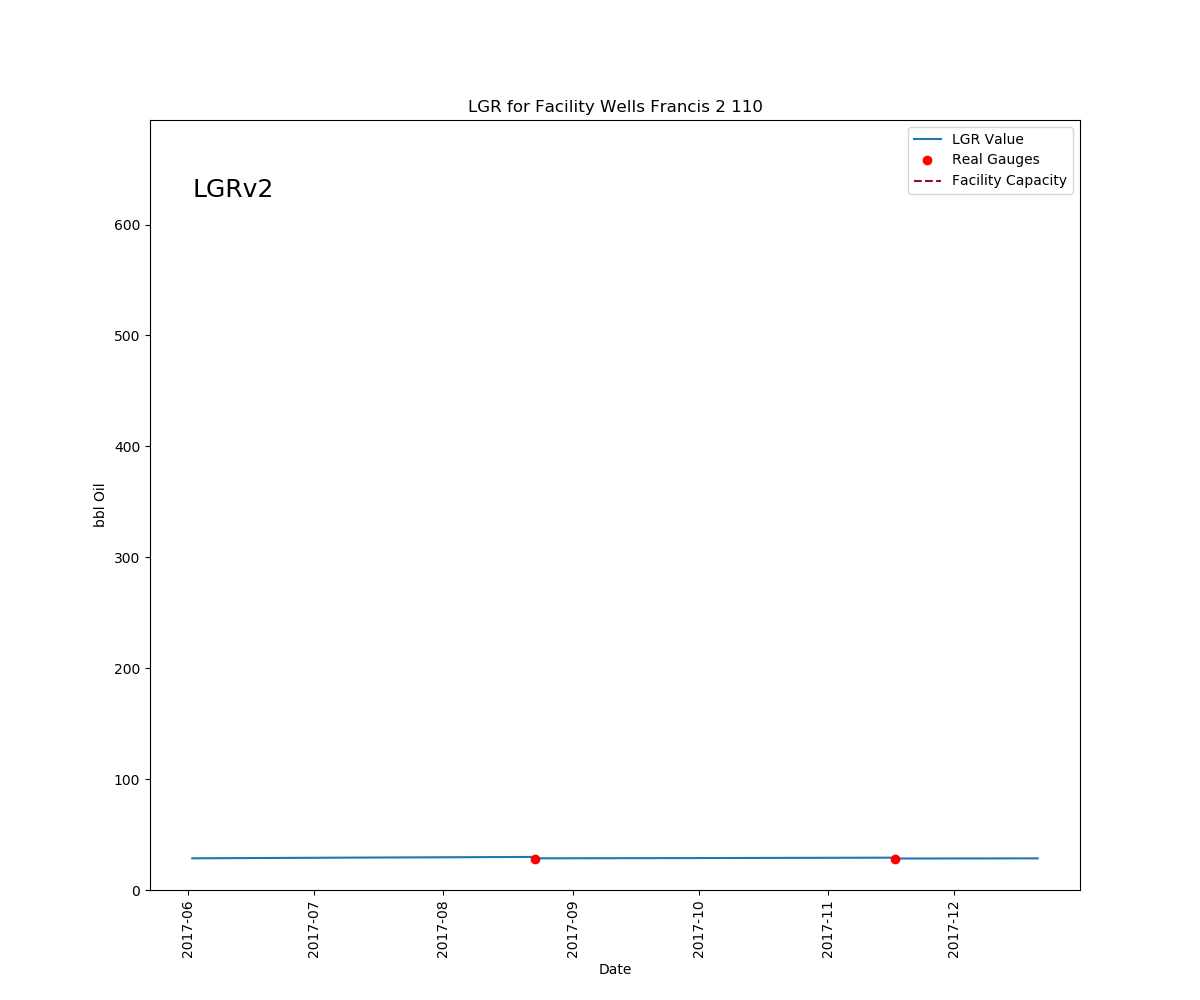 LGR for Facility Wells Francis 2 110
LGRv2
LGR Value
Real Gauges
Facility Capacity
600
500
400
300
200
100
0
bbl Oil
2017-06
2017-07
2017-08
2017-09
2017-10
2017-11
2017-12
Date